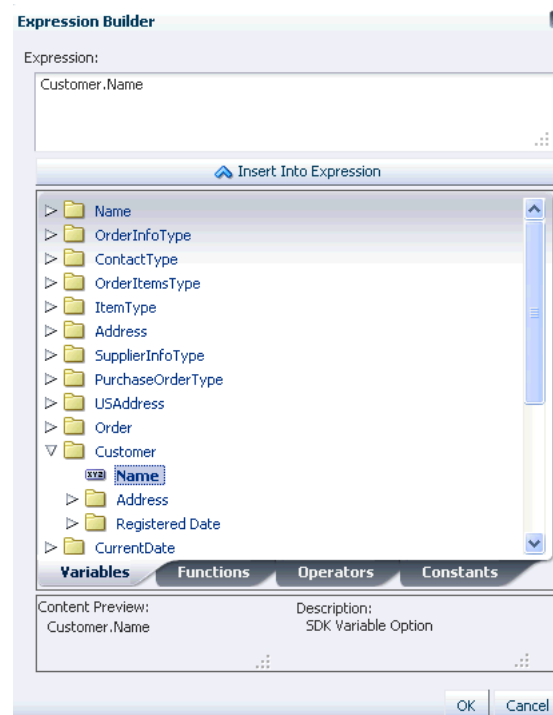 Expression Builder
Expression:
Customer.Name
Insert Into Expression
Name
OrderInfoType
ContactType
OrderItemsType
ItemType
Address
SupplierInfoType
PurchaseOrderType
USAddress
Order
Customer
XYZ Name
Address
Registered Date
CurrentDate
Variables Functions Operators Constants
Content Preview: Description:
Customer.Name SDK Variable Option
OK Cancel